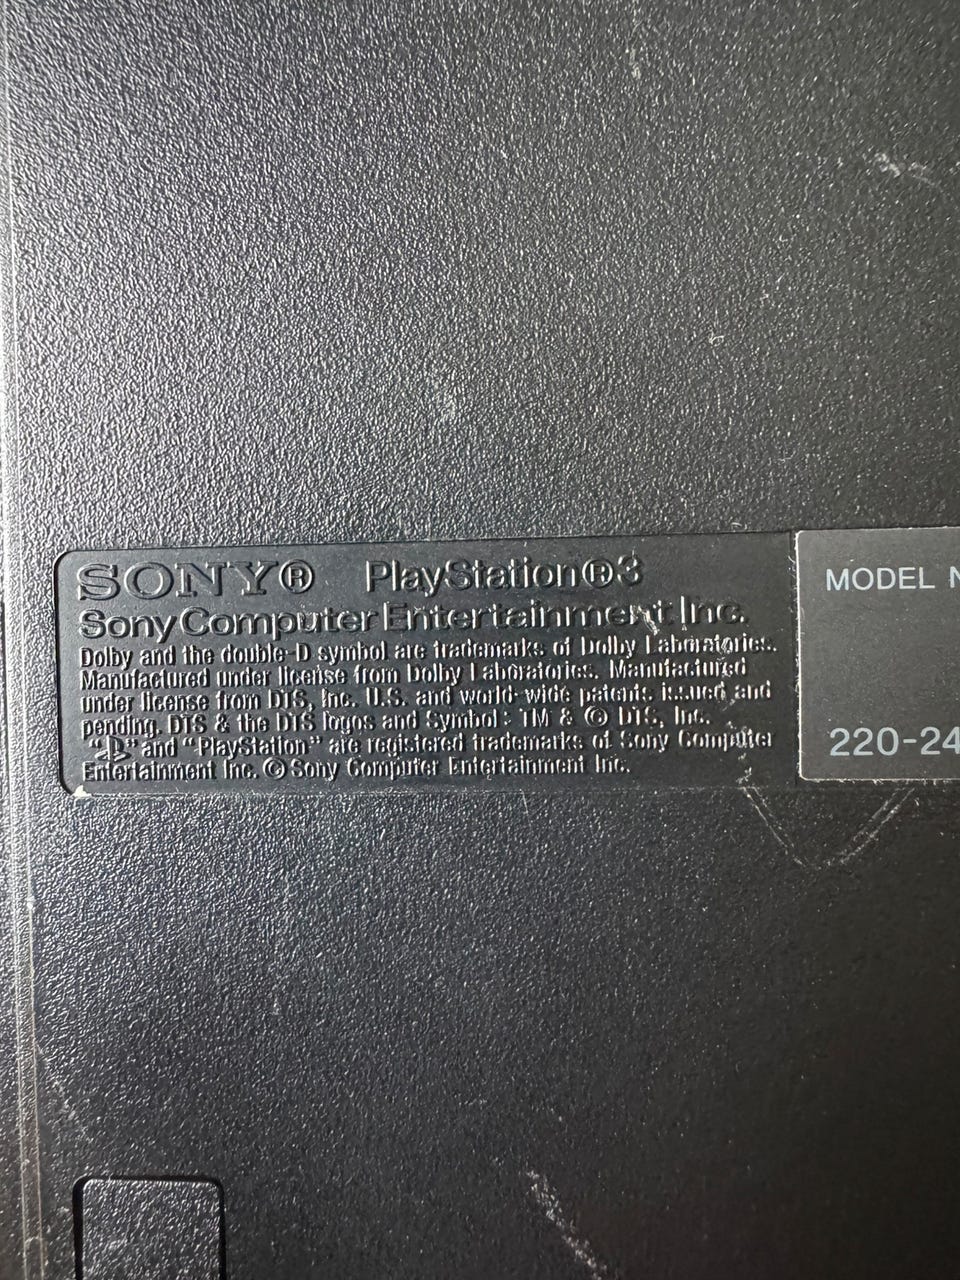 SONY® PlayStation®3
Sony Computer Entertainment Inc.
Dolby and the double-D symbol are trademarks of Dolby Laboratories.
Manufactured under license from Dolby Laboratories. Manufactured
under license from DTS, Inc. U.S. and world-wide patents issued and
pending. DTS & the DTS logos and Symbol : TM & © DTS, Inc.
" " and "PlayStation" are registered trademarks of Sony Computer
Entertainment Inc. © Sony Computer Entertainment Inc.
MODEL N
220-24